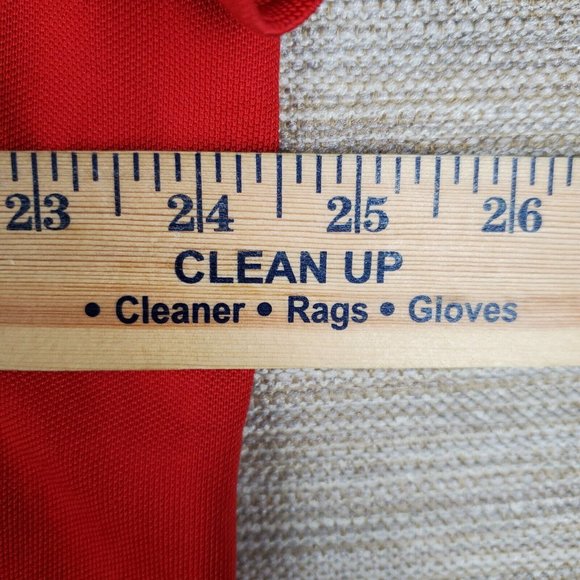 23 24 25 26
CLEAN UP
• Cleaner • Rags • Gloves